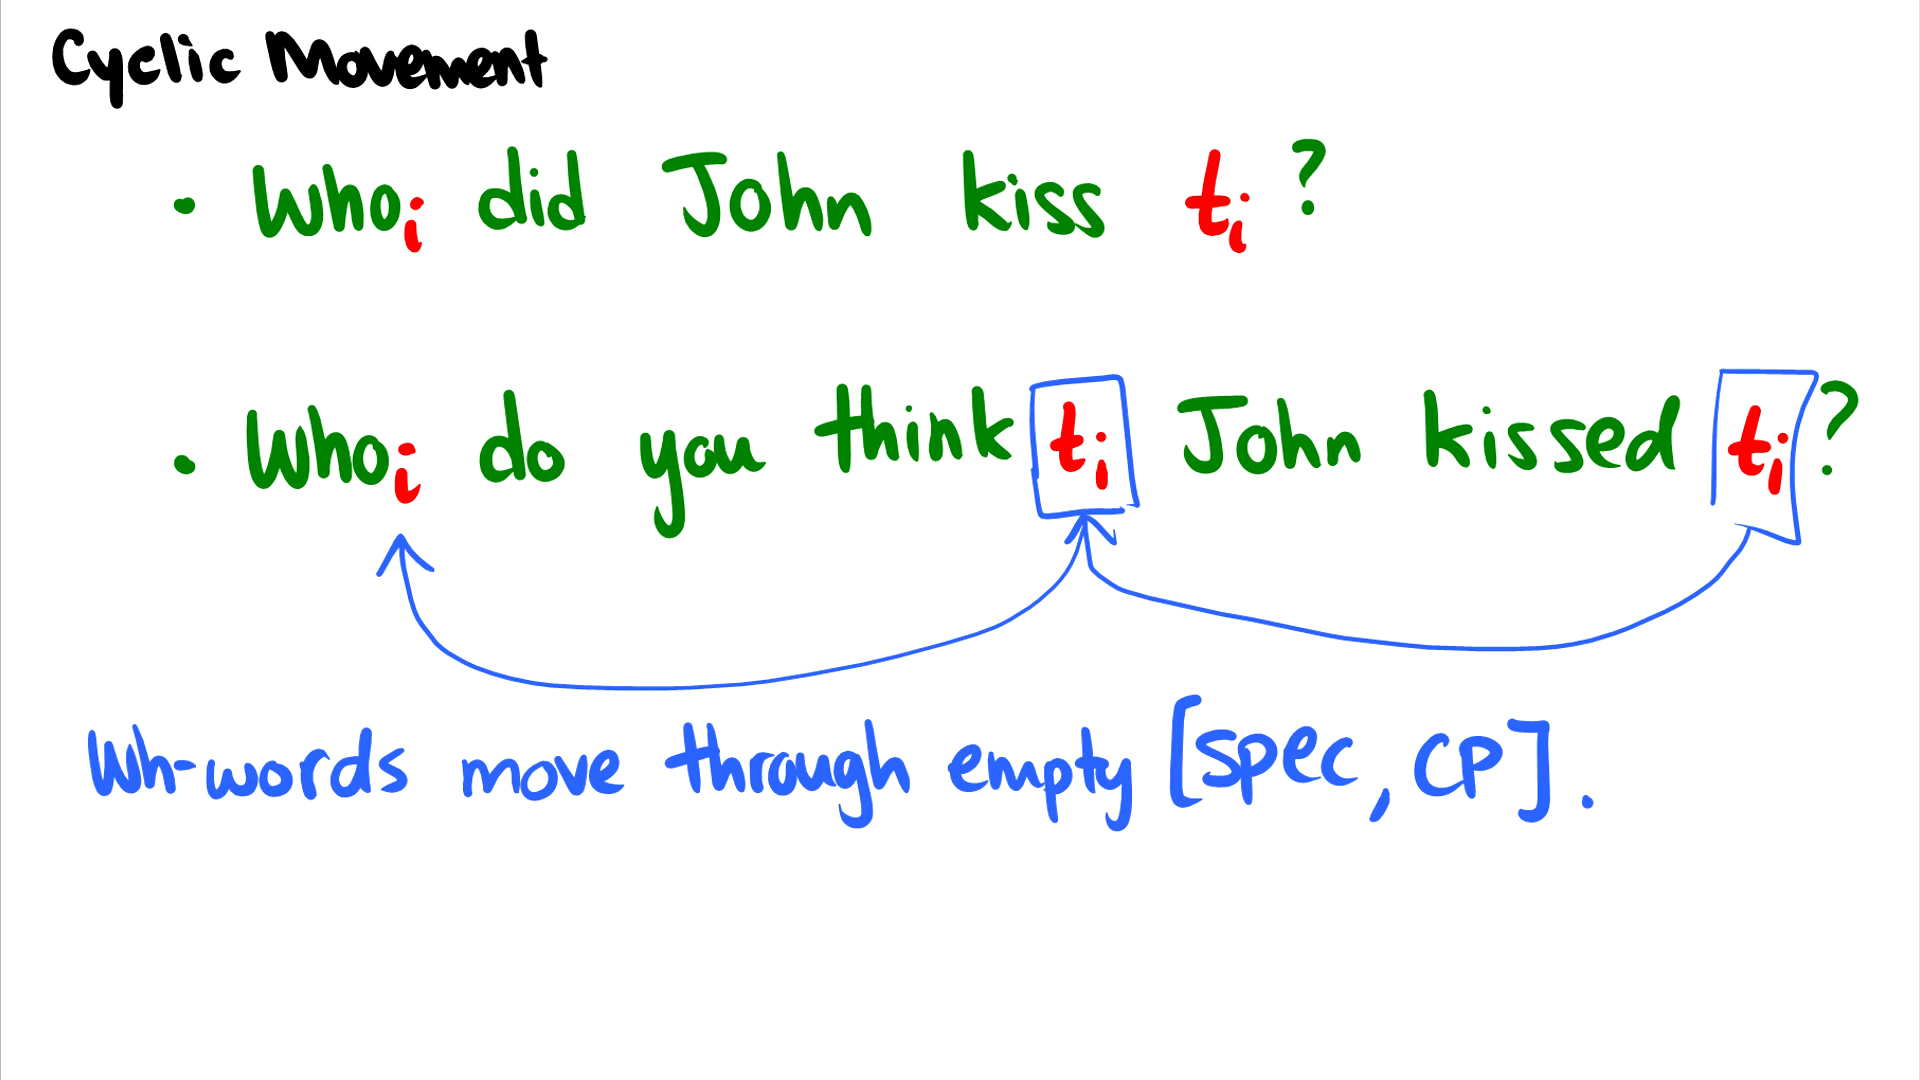 Cyclic Movement
• Whoᵢ did John kiss tᵢ?
• Whoᵢ do you think tᵢ John kissed tᵢ?
Wh-words move through empty [spec, CP].